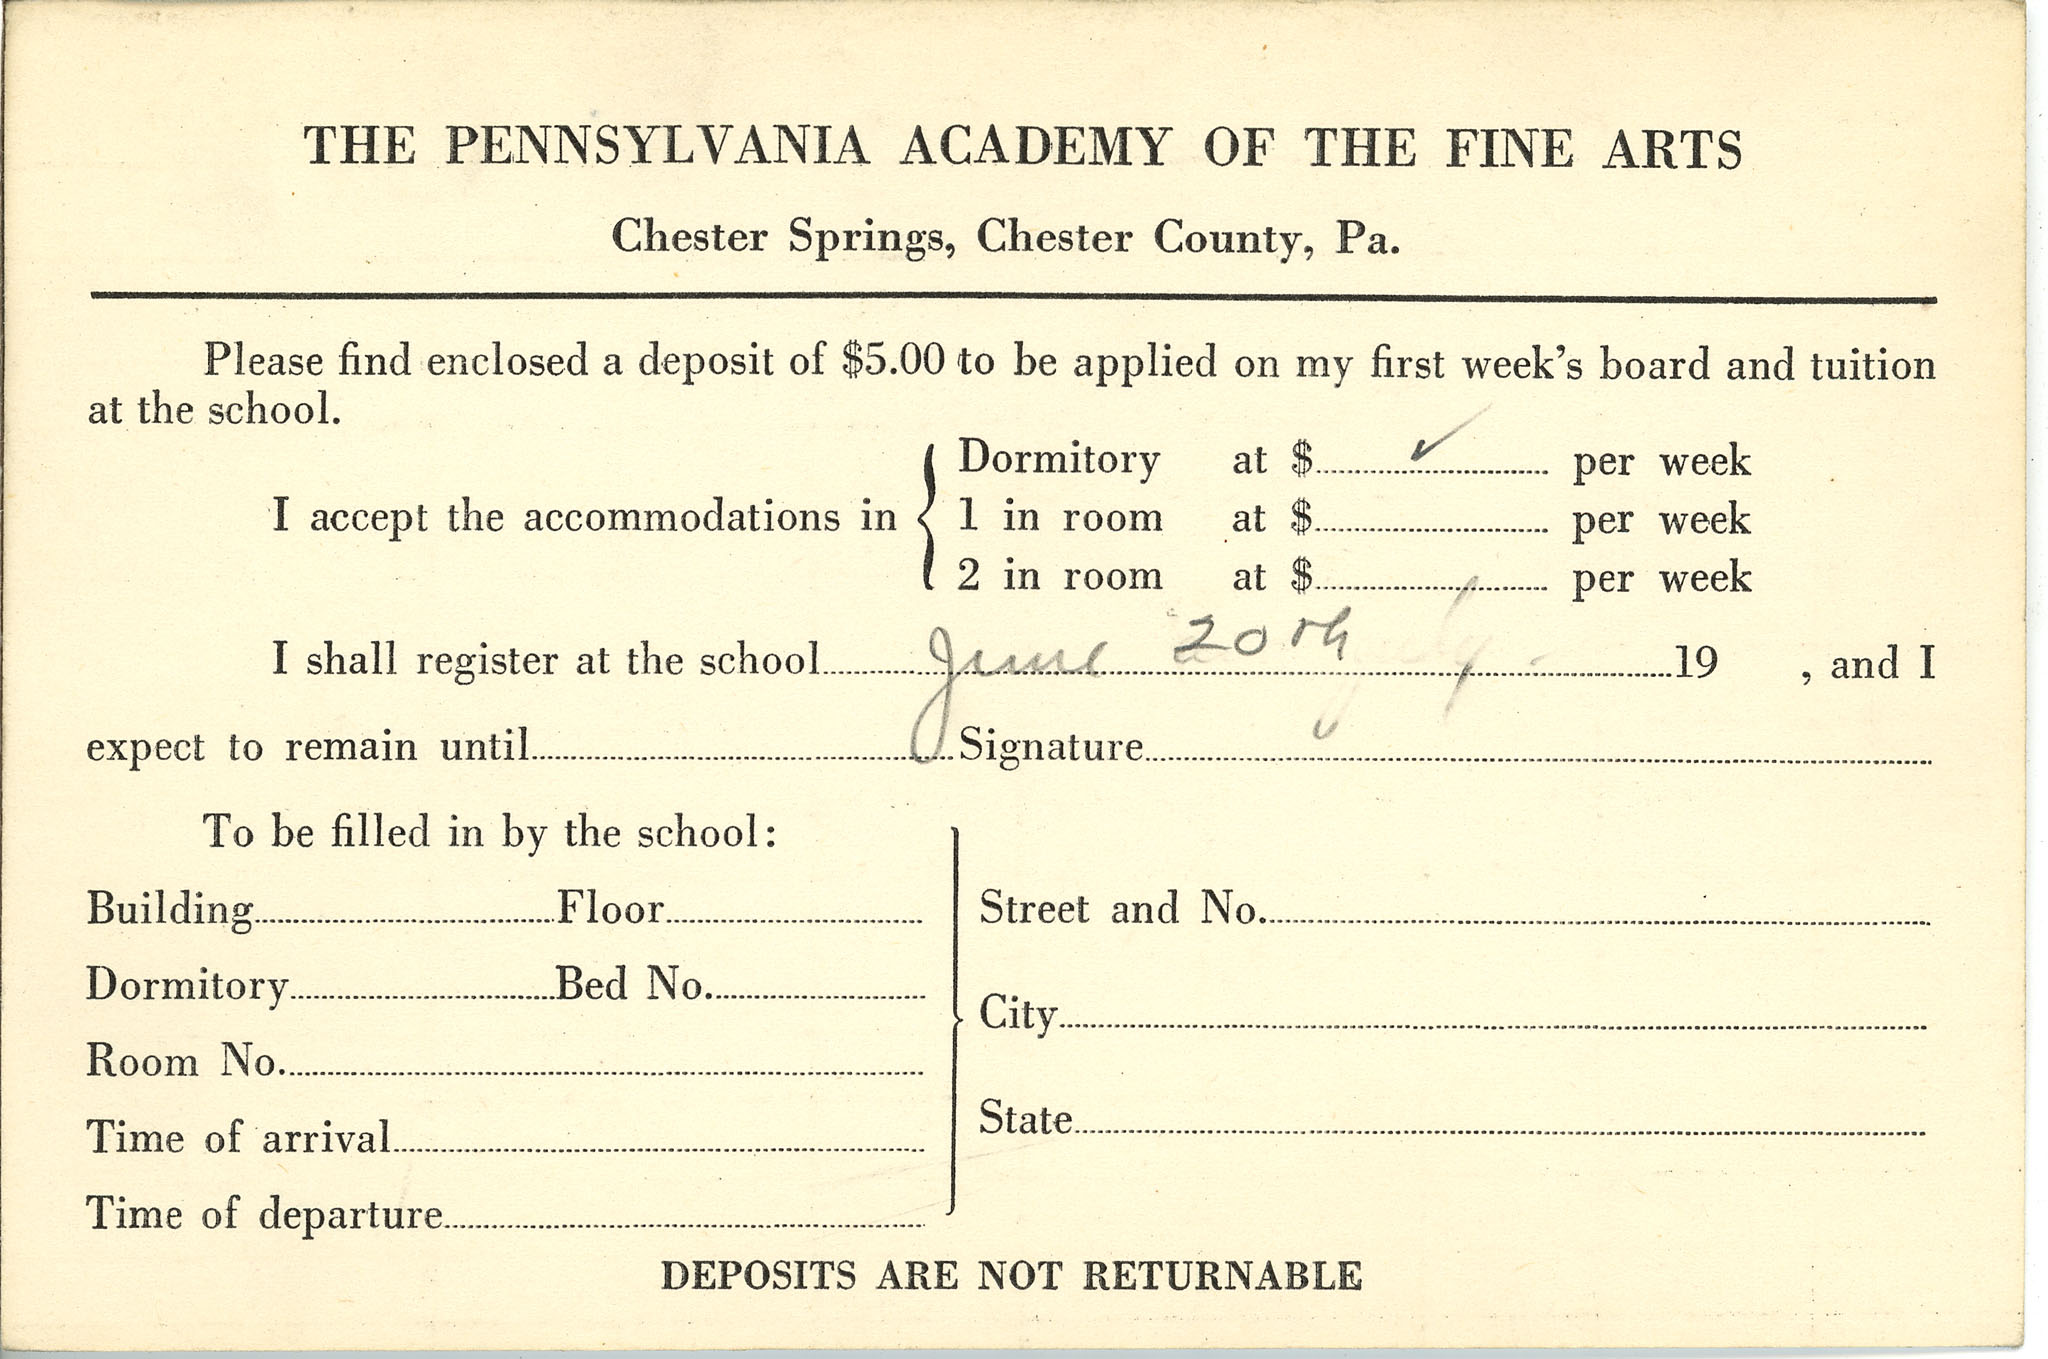 THE PENNSYLVANIA ACADEMY OF THE FINE ARTS
Chester Springs, Chester County, Pa.
Please find enclosed a deposit of $5.00 to be applied on my first week's board and tuition
at the school.
I accept the accommodations in
Dormitory at $ ✓ per week
1 in room at $ per week
2 in room at $ per week
I shall register at the school June 20th 19 , and I
expect to remain until Signature
To be filled in by the school:
Building Floor
Dormitory Bed No.
Room No.
Time of arrival
Time of departure
Street and No.
City
State
DEPOSITS ARE NOT RETURNABLE